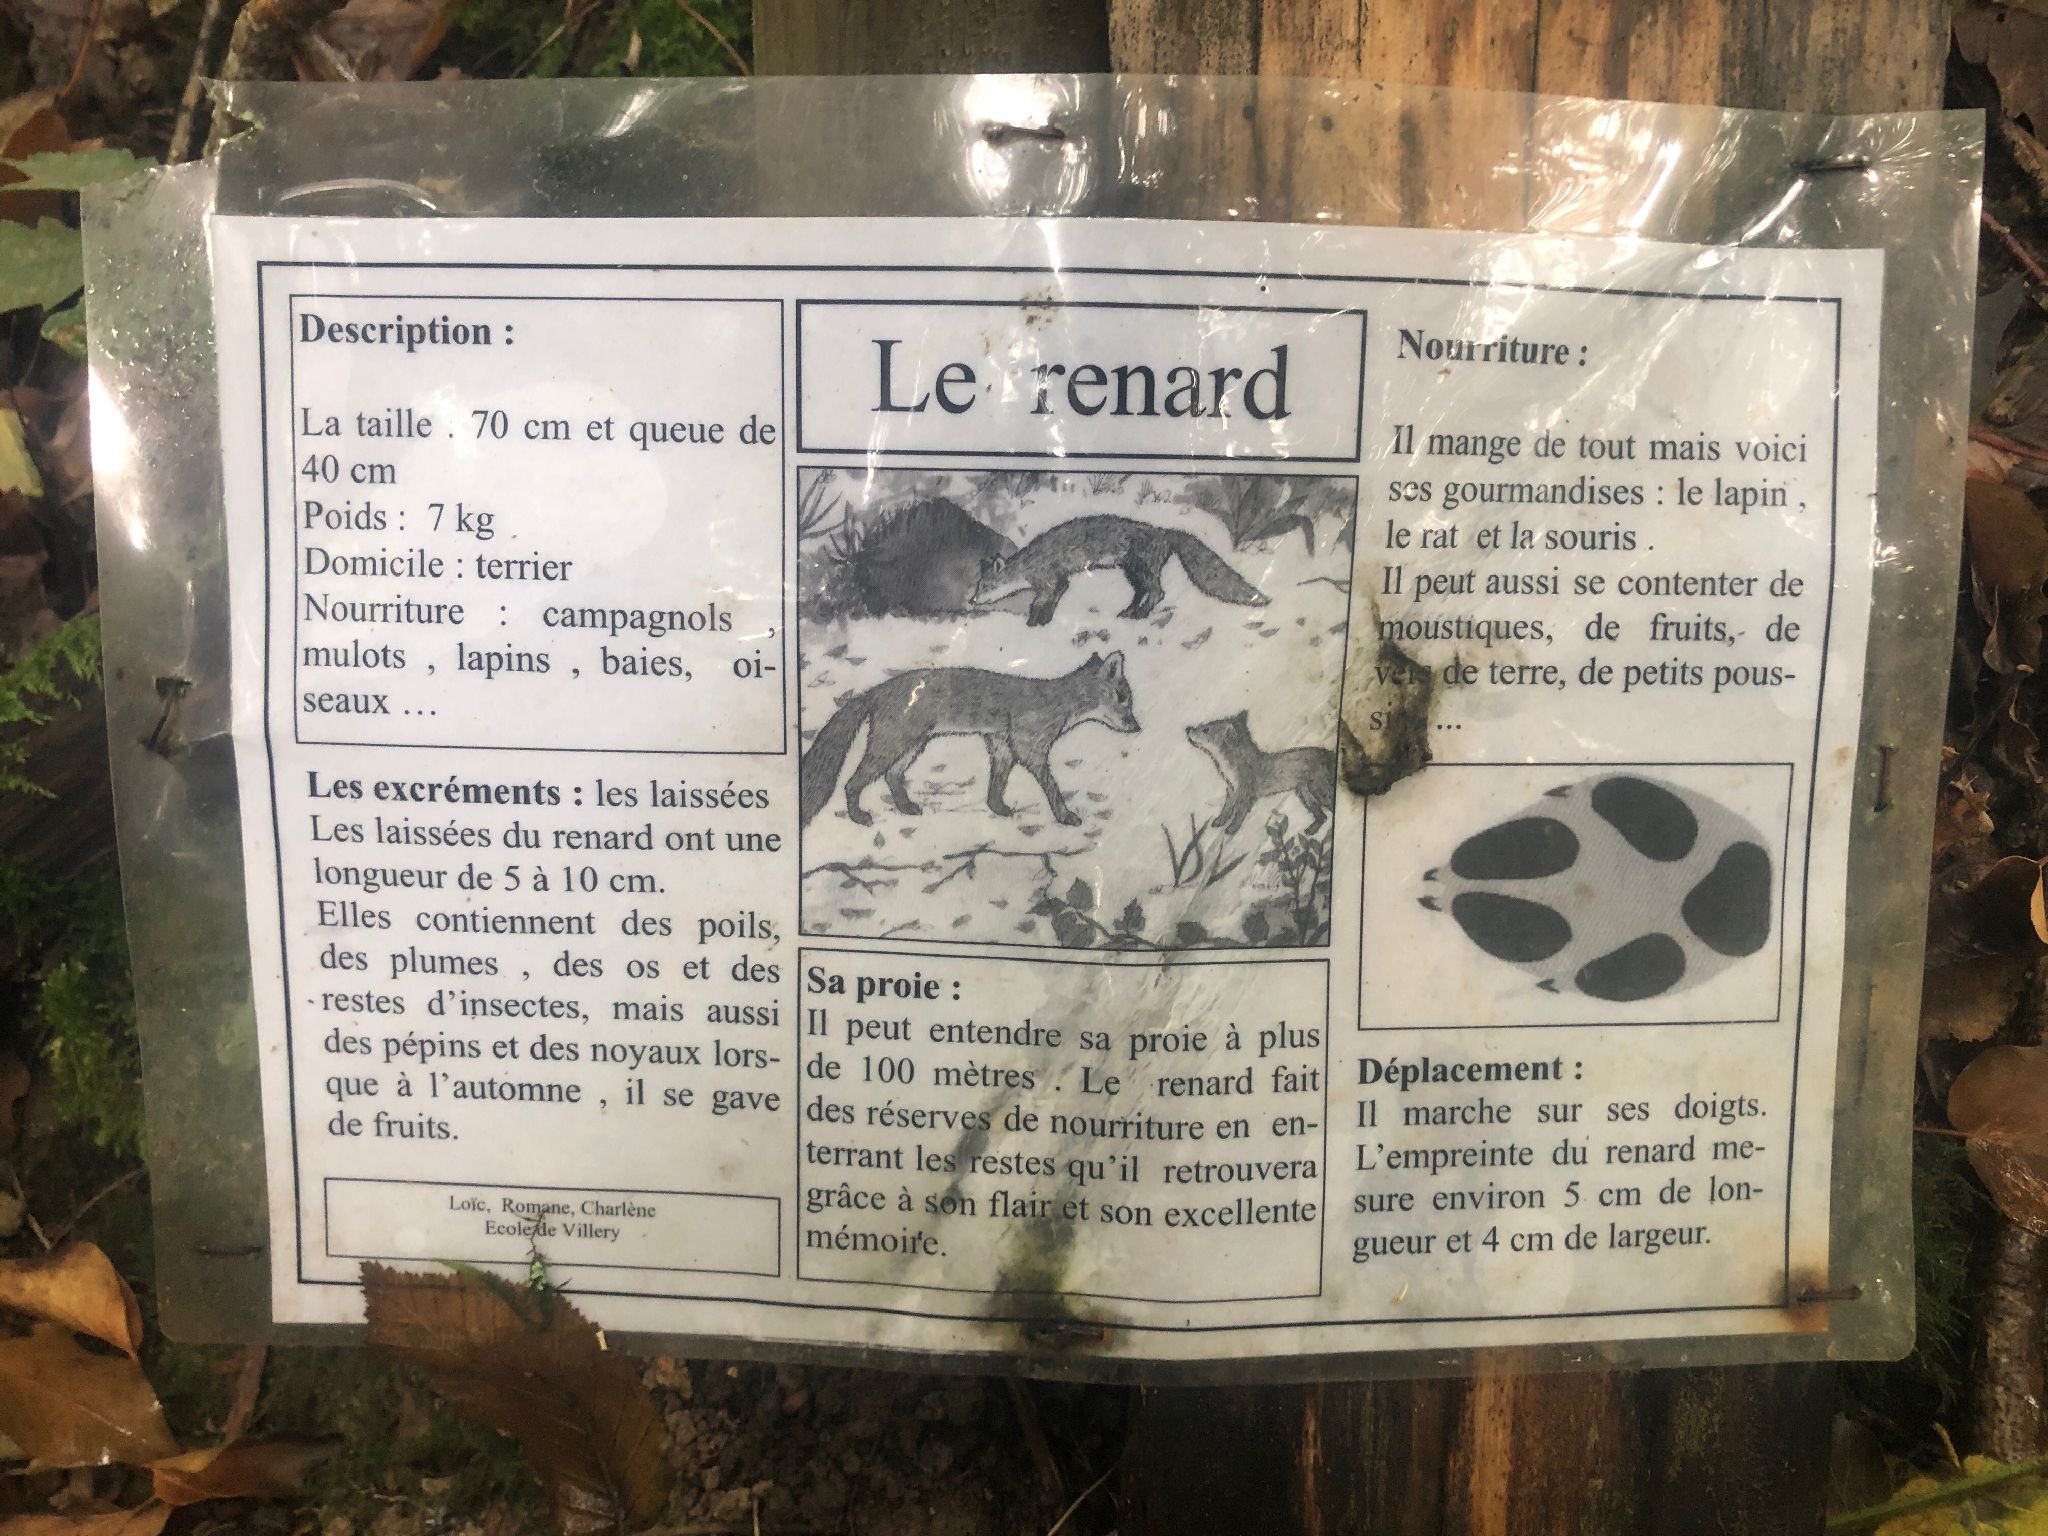 Description :
La taille : 70 cm et queue de
40 cm
Poids : 7 kg
Domicile : terrier
Nourriture : campagnols ,
mulots , lapins , baies, oi-
seaux …
Les excréments : les laissées
Les laissées du renard ont une
longueur de 5 à 10 cm.
Elles contiennent des poils,
des plumes , des os et des
restes d’insectes, mais aussi
des pépins et des noyaux lors-
que à l’automne , il se gave
de fruits.
Loïc, Romane, Charlène
Ecole de Villery
Le renard
Sa proie :
Il peut entendre sa proie à plus
de 100 mètres . Le renard fait
des réserves de nourriture en en-
terrant les restes qu’il retrouvera
grâce à son flair et son excellente
mémoire.
Nourriture :
Il mange de tout mais voici
ses gourmandises : le lapin ,
le rat et la souris .
Il peut aussi se contenter de
moustiques, de fruits, de
vers de terre, de petits pous-
...
Déplacement :
Il marche sur ses doigts.
L’empreinte du renard me-
sure environ 5 cm de lon-
gueur et 4 cm de largeur.